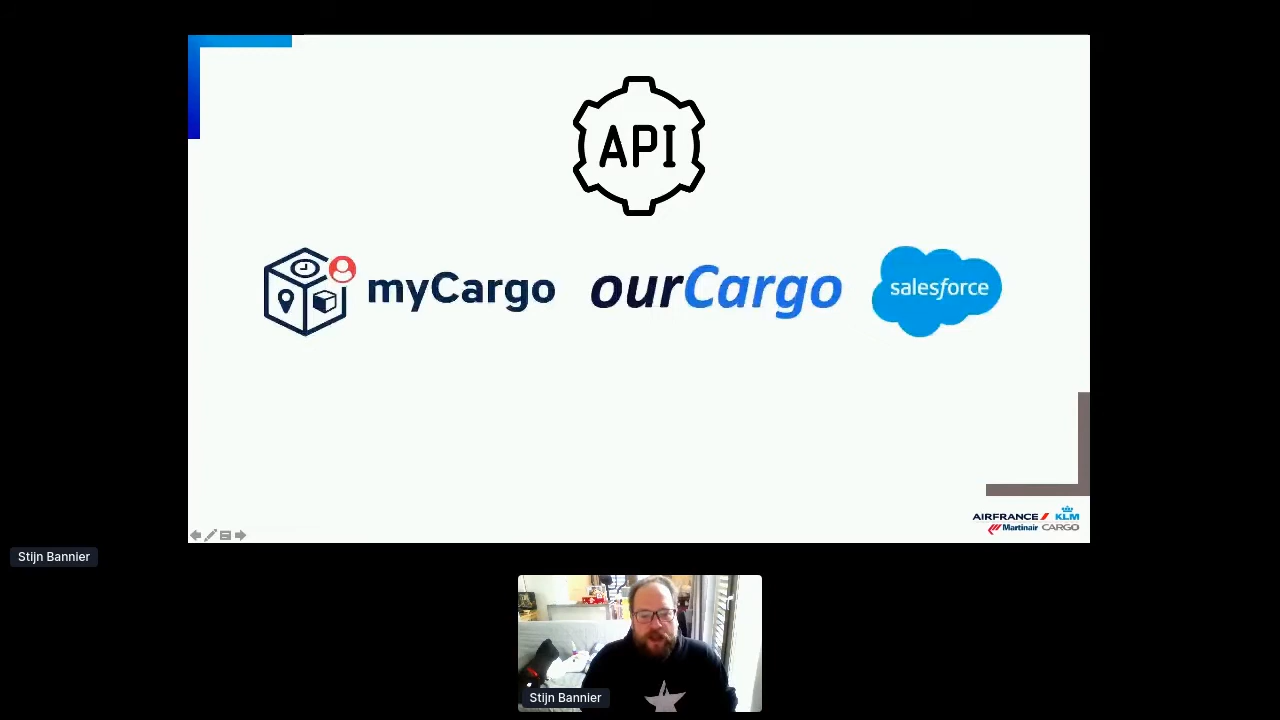 API
myCargo
ourCargo
salesforce
AIRFRANCE KLM
Martinair CARGO
Stijn Bannier
Stijn Bannier